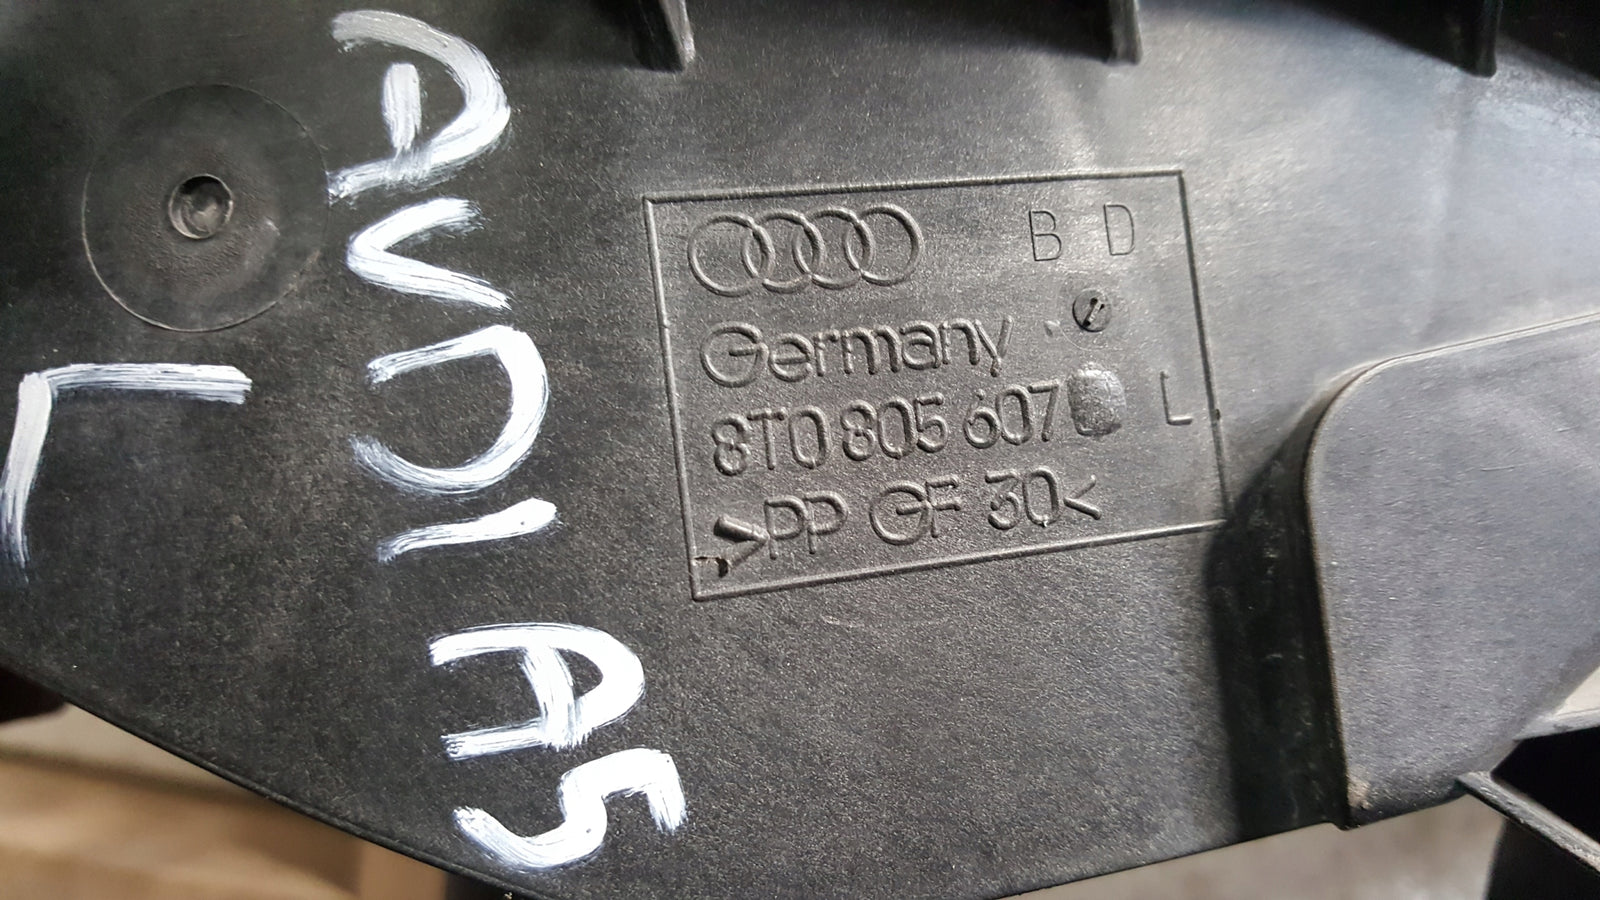 AUDI A5
L
B D
Germany
8T0 805 607 L
>PP GF 30<